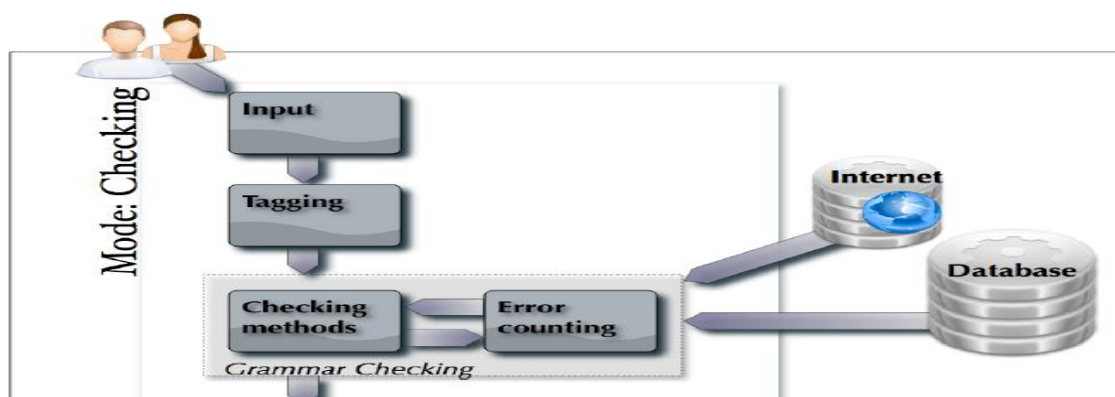 Mode: Checking
Input
Tagging
Internet
Database
Checking
methods
Error
counting
Grammar Checking